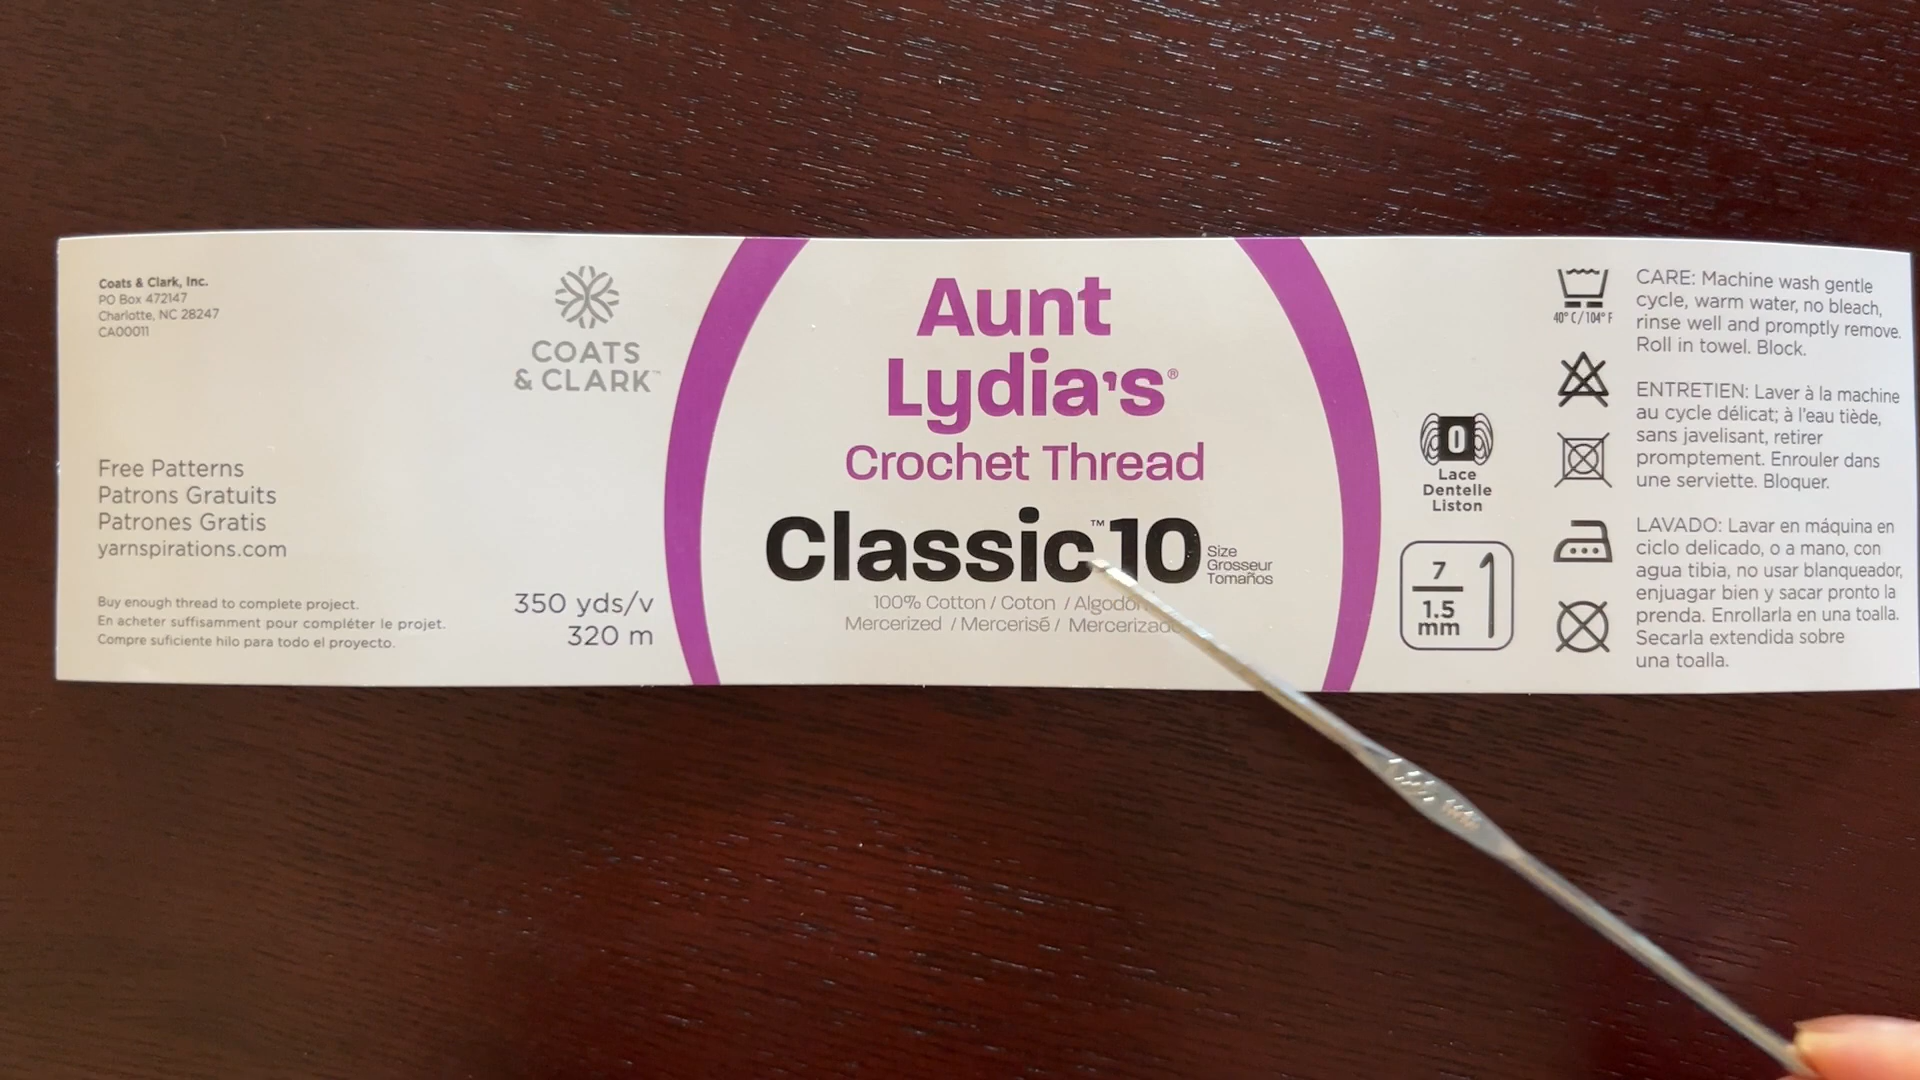 Coats & Clark, Inc.
PO Box 472147
Charlotte, NC 28247
CA00011
Free Patterns
Patrons Gratuits
Patrones Gratis
yarnspirations.com
Buy enough thread to complete project.
En acheter suffisamment pour compléter le projet.
Compre suficiente hilo para todo el proyecto.
COATS
& CLARK™
350 yds/v
320 m
Aunt
Lydia's®
Crochet Thread
Classic™10
Size
Grosseur
Tomaños
100% Cotton / Coton / Algodón
Mercerized / Mercerisé / Mercerizado
0
Lace
Dentelle
Liston
7
1.5
mm
40° C / 104° F
CARE: Machine wash gentle
cycle, warm water, no bleach,
rinse well and promptly remove.
Roll in towel. Block.
ENTRETIEN: Laver à la machine
au cycle délicat; à l'eau tiède,
sans javelisant, retirer
promptement. Enrouler dans
une serviette. Bloquer.
LAVADO: Lavar en máquina en
ciclo delicado, o a mano, con
agua tibia, no usar blanqueador,
enjuagar bien y sacar pronto la
prenda. Enrollarla en una toalla.
Secarla extendida sobre
una toalla.